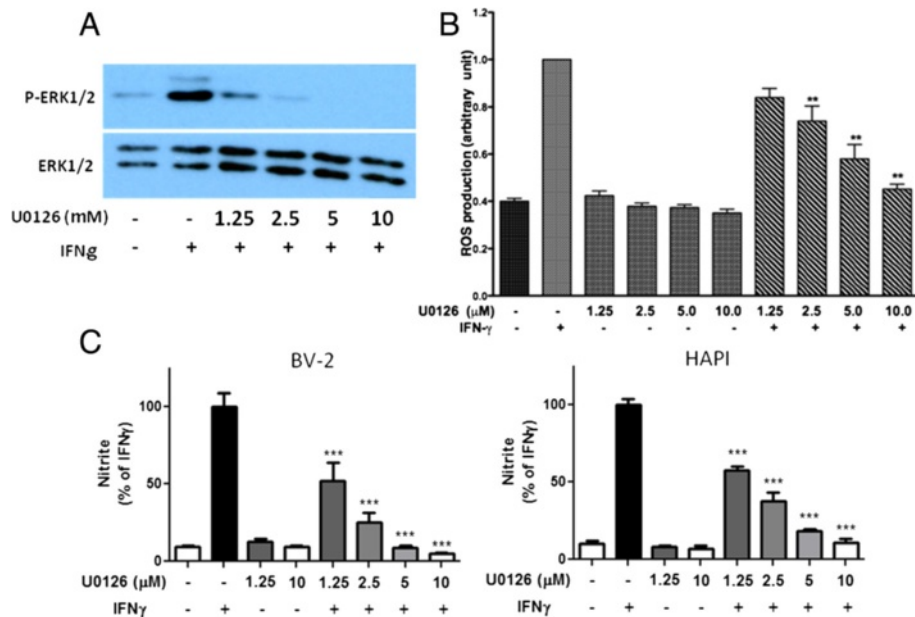 A
P-ERK1/2
ERK1/2
U0126 (mM) - - 1.25 2.5 5 10
IFNg - + + + + +
B
ROS production (arbitrary unit)
1.2
1.0
0.8
0.6
0.4
0.2
0.0
** ** **
U0126 (μM) - - 1.25 2.5 5.0 10.0 1.25 2.5 5.0 10.0
IFN-γ - + - - - - + + + +
C
BV-2
Nitrite
(% of IFNγ)
100
50
0
*** *** *** ***
U0126 (μM) - - 1.25 10 1.25 2.5 5 10
IFNγ - + - - + + + +
HAPI
Nitrite
(% of IFNγ)
100
50
0
*** *** *** ***
U0126 (μM) - - 1.25 10 1.25 2.5 5 10
IFNγ - + - - + + + +